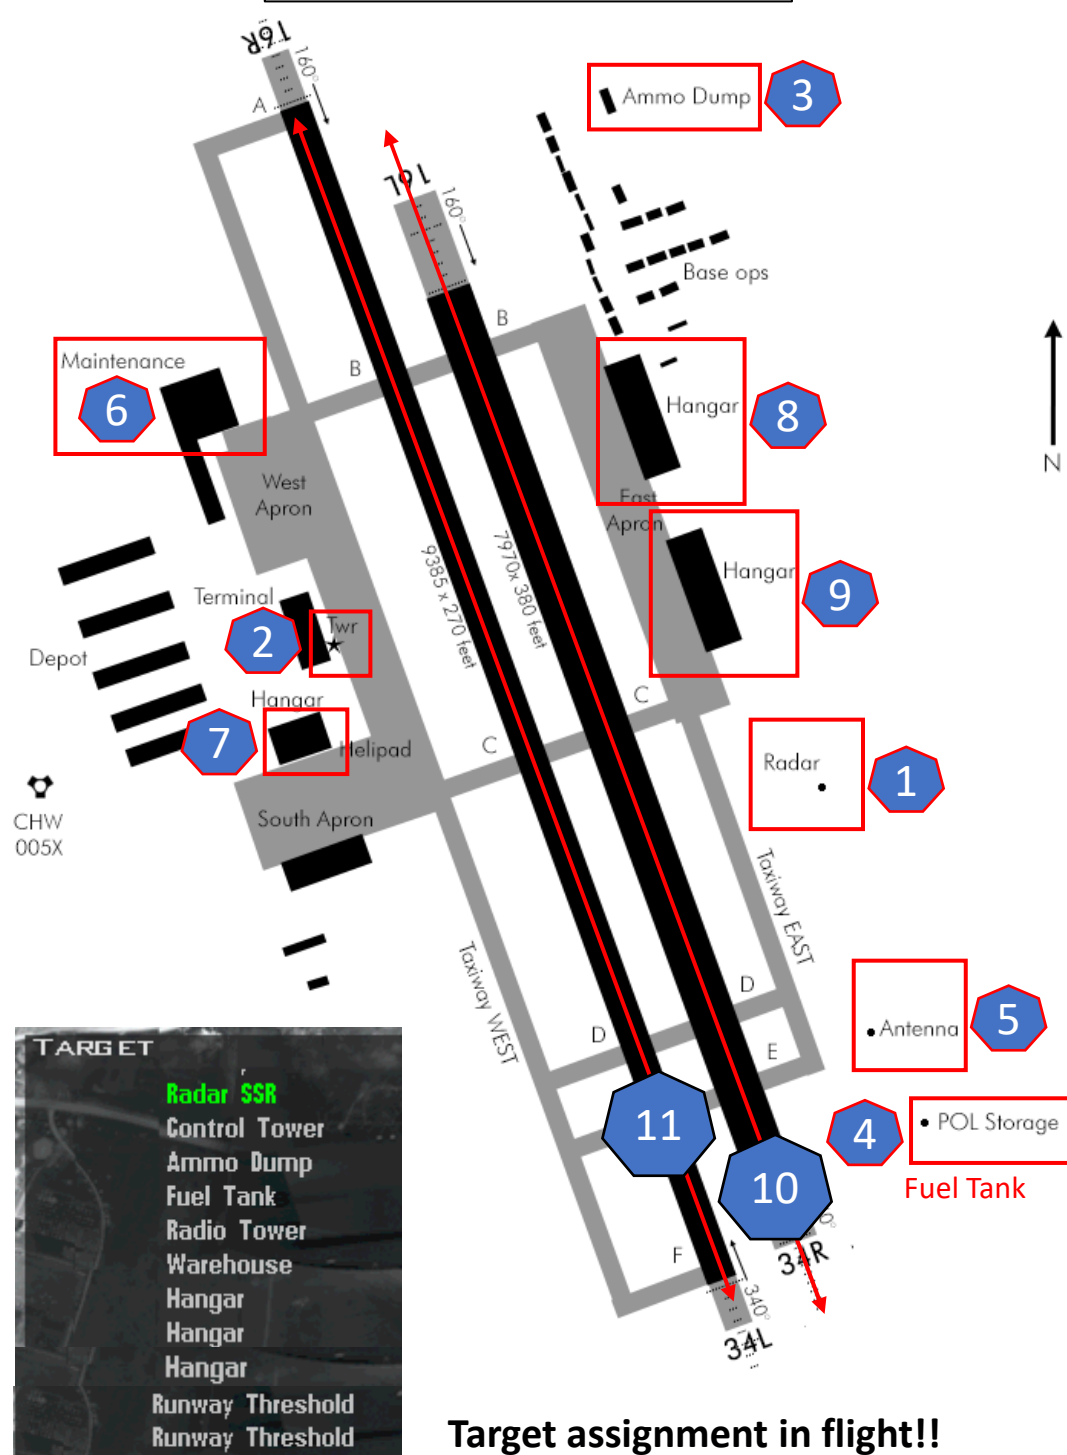 16R
160°
A
Ammo Dump
3
16L
160°
Base ops
B
B
Maintenance
6
Hangar
8
N
West
Apron
East
Apron
9385 x 270 feet
7970x 380 feet
Hangar
9
Terminal
Twr
2
Depot
Hangar
7
Helipad
C
C
Radar
1
CHW
005X
South Apron
Taxiway EAST
Taxiway WEST
D
D
E
Antenna
5
11
10
4
POL Storage
Fuel Tank
F
340°
34R
34L
TARGET
Radar SSR
Control Tower
Ammo Dump
Fuel Tank
Radio Tower
Warehouse
Hangar
Hangar
Hangar
Runway Threshold
Runway Threshold
Target assignment in flight!!